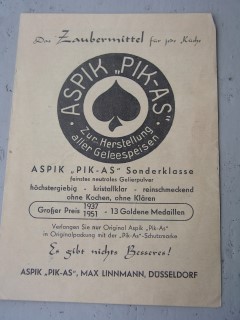 Das Zaubermittel für jede Küche
ASPIK „PIK-AS“
Zur Herstellung
aller Geleespeisen
ASPIK „PIK-AS“ Sonderklasse
feinstes neutrales Gelierpulver
höchstergiebig - kristallklar - reinschmeckend
ohne Kochen, ohne Klären
Großer Preis 1937 1951 - 13 Goldene Medaillen
Verlangen Sie nur Original Aspik „Pik-As“
in Originalpackung mit der „Pik-As“-Schutzmarke
Es gibt nichts Besseres!
ASPIK „PIK-AS“, MAX LINNMANN, DÜSSELDORF